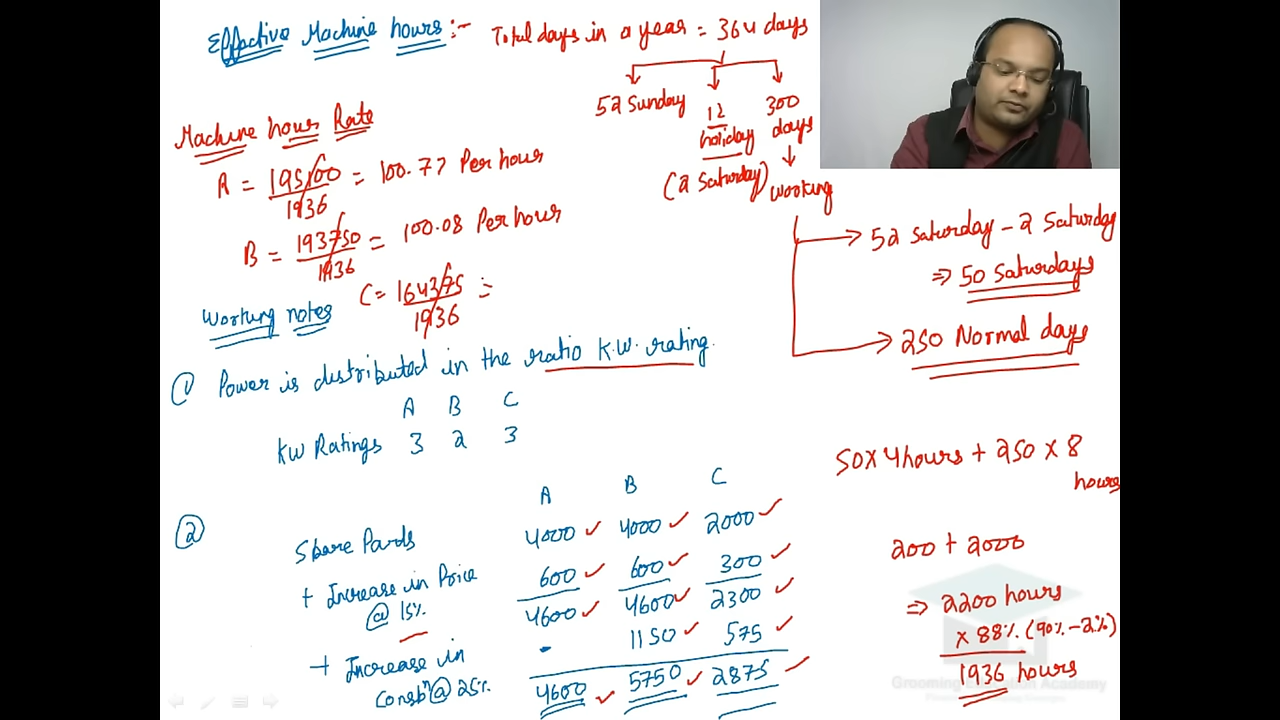 Effective Machine hours :-
Total days in a year = 364 days
52 Sunday
12 holiday
(2 Saturday)
300 days
working
52 Saturday - 2 Saturday
⇒ 50 Saturdays
250 Normal days
Machine hour Rate
A = 195100/1936 = 100.77 Per hour
B = 193750/1936 = 100.08 Per hour
C = 164375/1936 =
Working notes
① Power is distributed in the ratio K.W. rating.
A B C
KW Ratings 3 2 3
② 
A B C
Spare Parts 4000 4000 2000
+ Increase in Price @ 15% 600 600 300
4600 4600 2300
+ Increase in Consptn @ 25% - 1150 575
4600 5750 2875
50 x 4 hours + 250 x 8 hours
200 + 2000
⇒ 2200 hours
x 88% (90% - 2%)
1936 hours